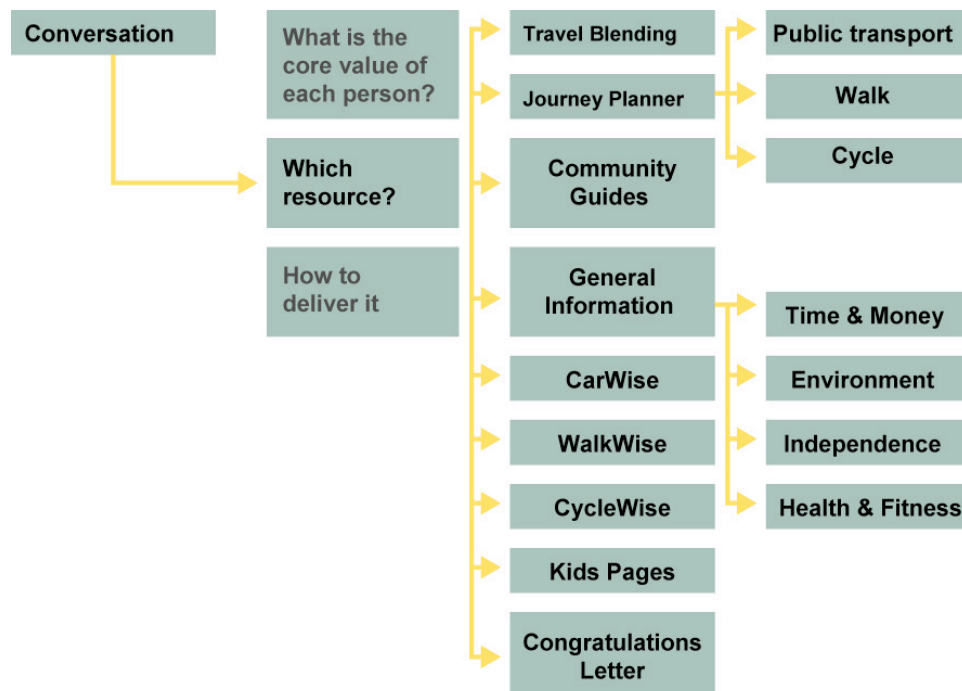 Conversation
What is the
core value of
each person?
Which
resource?
How to
deliver it
Travel Blending
Journey Planner
Community
Guides
General
Information
CarWise
WalkWise
CycleWise
Kids Pages
Congratulations
Letter
Public transport
Walk
Cycle
Time & Money
Environment
Independence
Health & Fitness